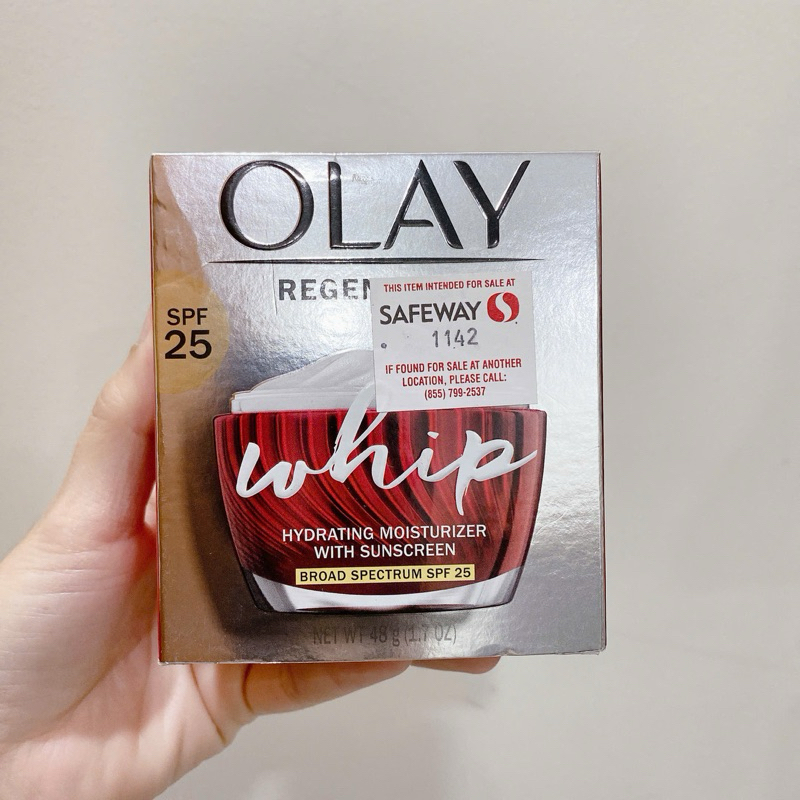 OLAY
REGEN
SPF
25
THIS ITEM INTENDED FOR SALE AT
SAFEWAY
1142
IF FOUND FOR SALE AT ANOTHER
LOCATION, PLEASE CALL:
(855) 799-2537
whip
HYDRATING MOISTURIZER
WITH SUNSCREEN
BROAD SPECTRUM SPF 25
NET WT 48 g (1.7 OZ)